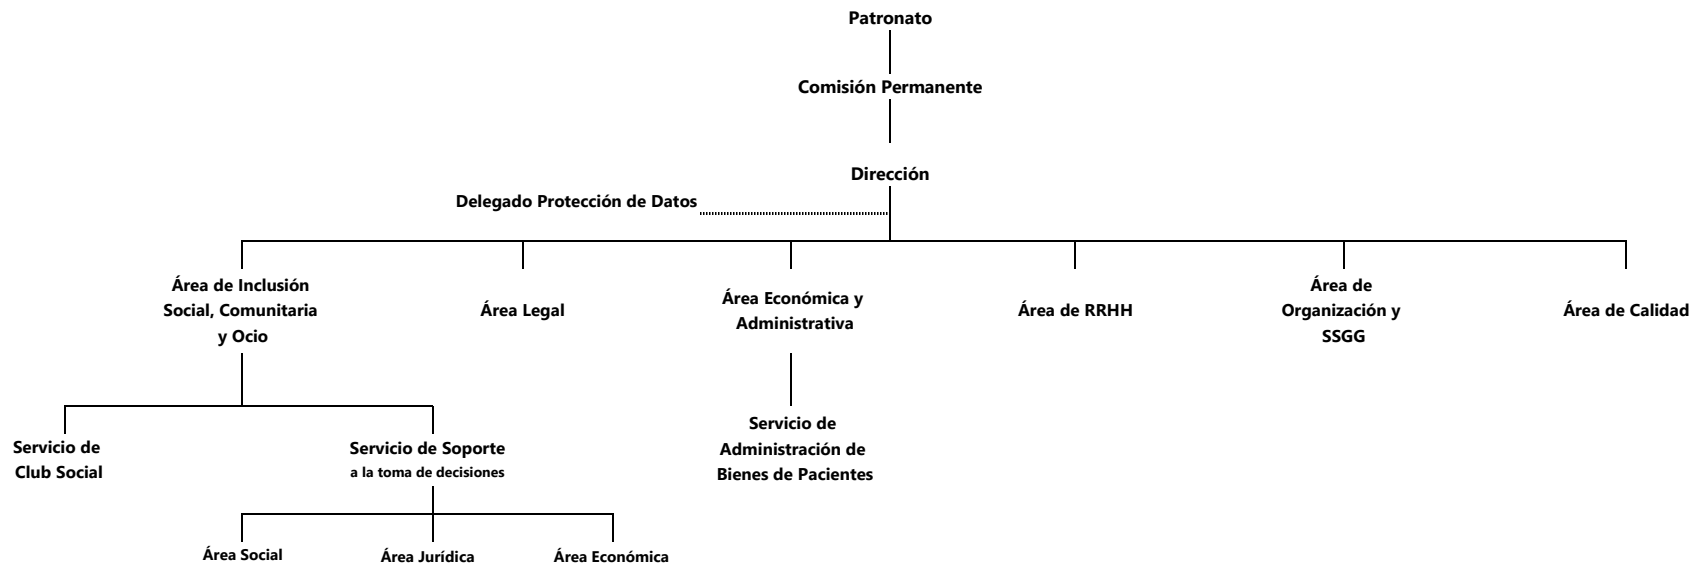 Patronato
Comisión Permanente
Dirección
Delegado Protección de Datos
Área de Inclusión
Social, Comunitaria
y Ocio
Área Legal
Área Económica y
Administrativa
Área de RRHH
Área de
Organización y
SSGG
Área de Calidad
Servicio de
Club Social
Servicio de Soporte
a la toma de decisiones
Servicio de
Administración de
Bienes de Pacientes
Área Social
Área Jurídica
Área Económica